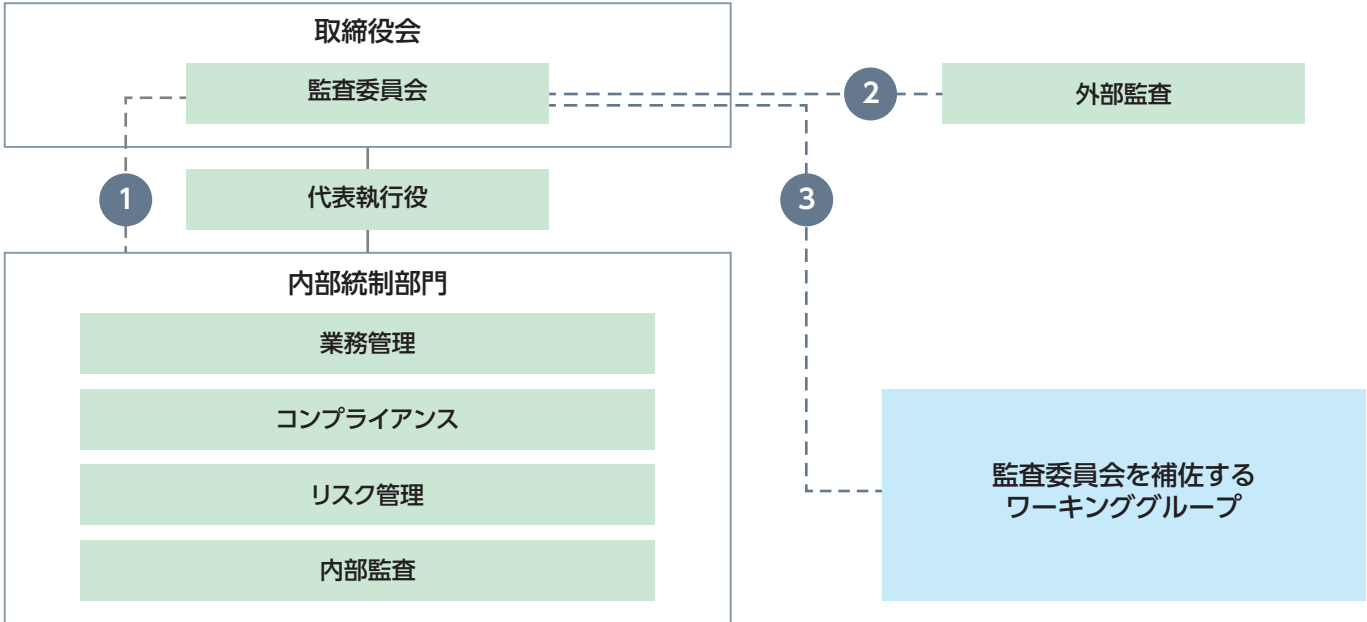 取締役会
監査委員会
2
外部監査
1
代表執行役
3
内部統制部門
業務管理
コンプライアンス
リスク管理
内部監査
監査委員会を補佐する
ワーキンググループ